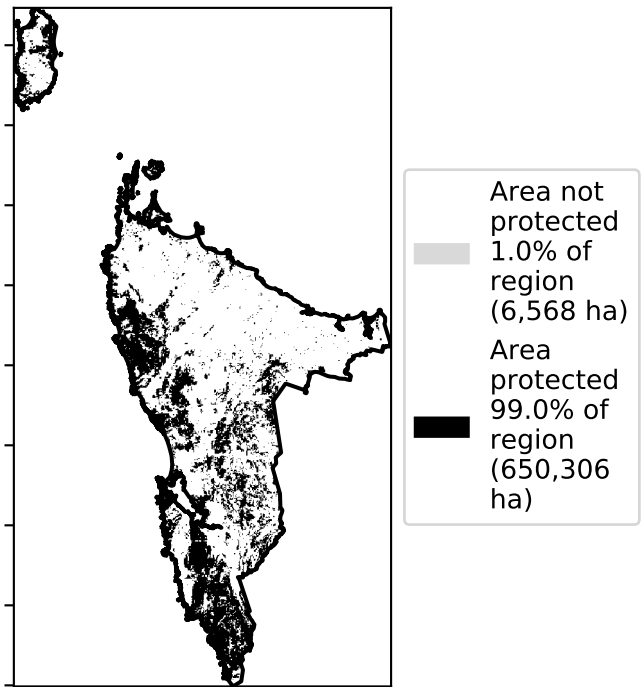 Area not
protected
1.0% of
region
(6,568 ha)
Area
protected
99.0% of
region
(650,306
ha)